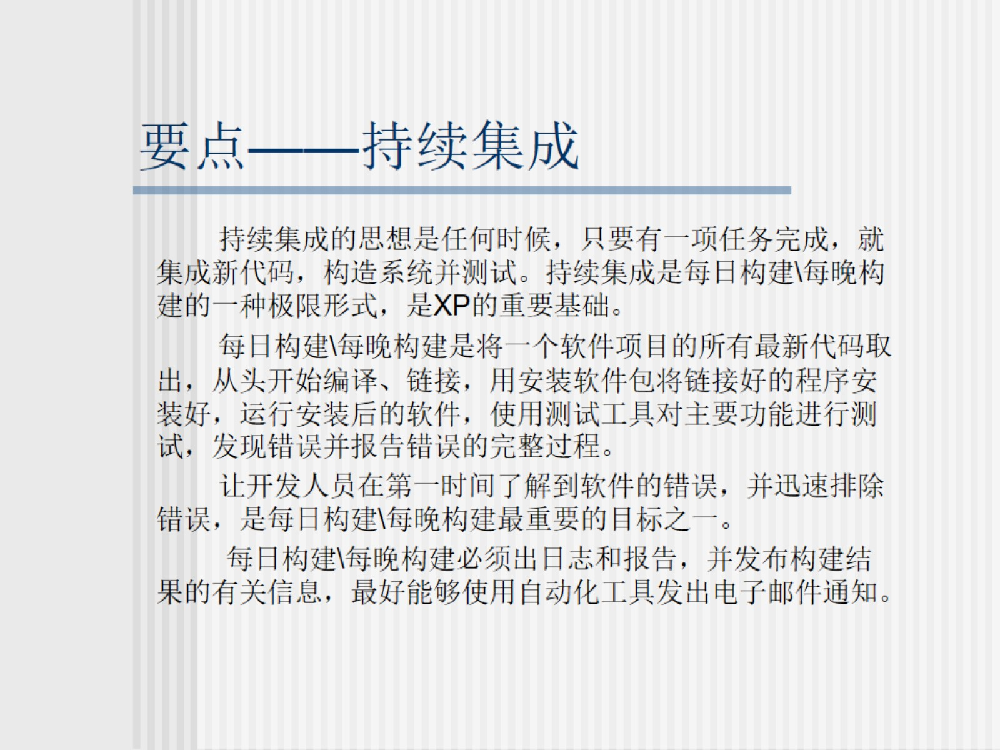 要点——持续集成
持续集成的思想是任何时候，只要有一项任务完成，就
集成新代码，构造系统并测试。持续集成是每日构建\每晚构
建的一种极限形式，是XP的重要基础。
每日构建\每晚构建是将一个软件项目的所有最新代码取
出，从头开始编译、链接，用安装软件包将链接好的程序安
装好，运行安装后的软件，使用测试工具对主要功能进行测
试，发现错误并报告错误的完整过程。
让开发人员在第一时间了解到软件的错误，并迅速排除
错误，是每日构建\每晚构建最重要的目标之一。
每日构建\每晚构建必须出日志和报告，并发布构建结
果的有关信息，最好能够使用自动化工具发出电子邮件通知。